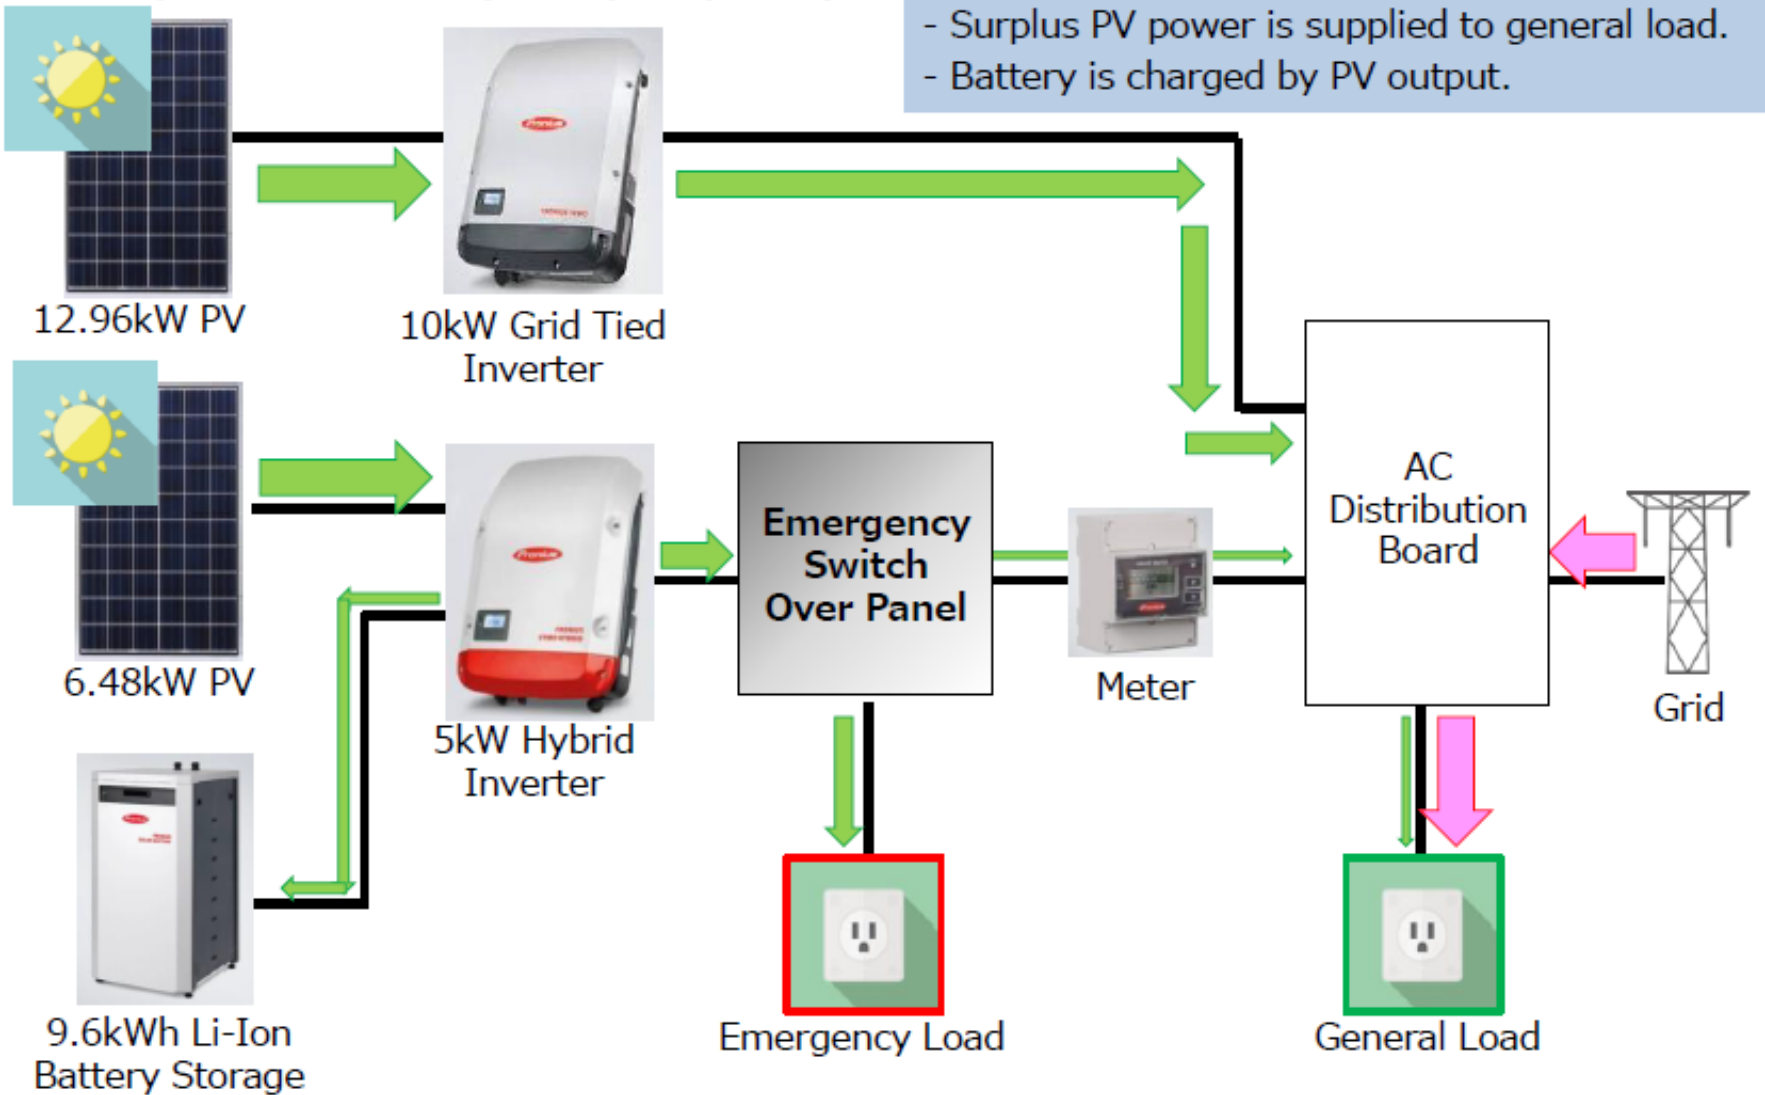 - Surplus PV power is supplied to general load.
- Battery is charged by PV output.
Fronius
12.96kW PV
10kW Grid Tied
Inverter
AC
Distribution
Board
Emergency
Switch
Over Panel
Fronius
6.48kW PV
5kW Hybrid
Inverter
Meter
Grid
9.6kWh Li-Ion
Battery Storage
Emergency Load
General Load